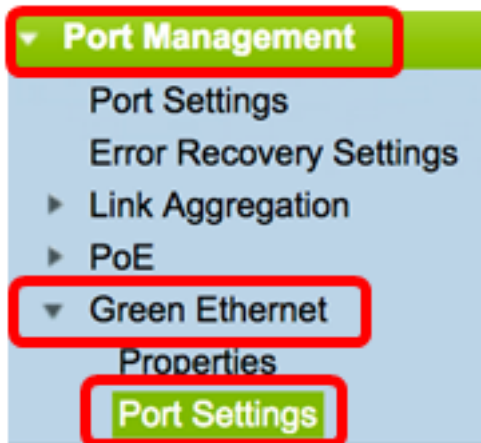 Port Management
Port Settings
Error Recovery Settings
Link Aggregation
PoE
Green Ethernet
Properties
Port Settings